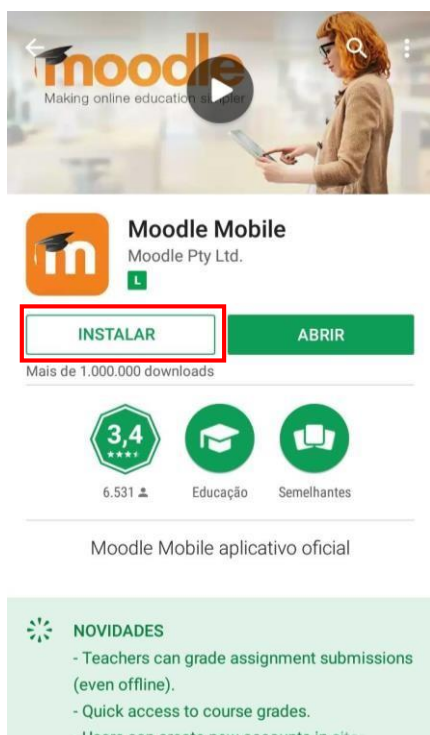 moodle
Making online education simpler
m
Moodle Mobile
Moodle Pty Ltd.
L
INSTALAR
ABRIR
Mais de 1.000.000 downloads
3,4
6.531
Educação
Semelhantes
Moodle Mobile aplicativo oficial
NOVIDADES
- Teachers can grade assignment submissions
(even offline).
- Quick access to course grades.